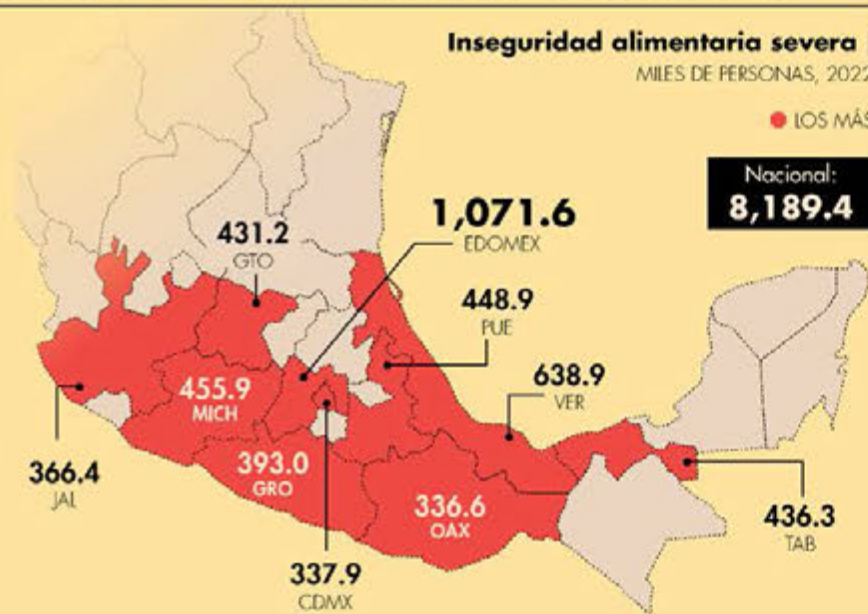 Inseguridad alimentaria severa
MILES DE PERSONAS, 2022
LOS MÁS
Nacional:
8,189.4
1,071.6
EDOMEX
431.2
GTO
448.9
PUE
638.9
VER
455.9
MICH
366.4
JAL
393.0
GRO
336.6
OAX
436.3
TAB
337.9
CDMX